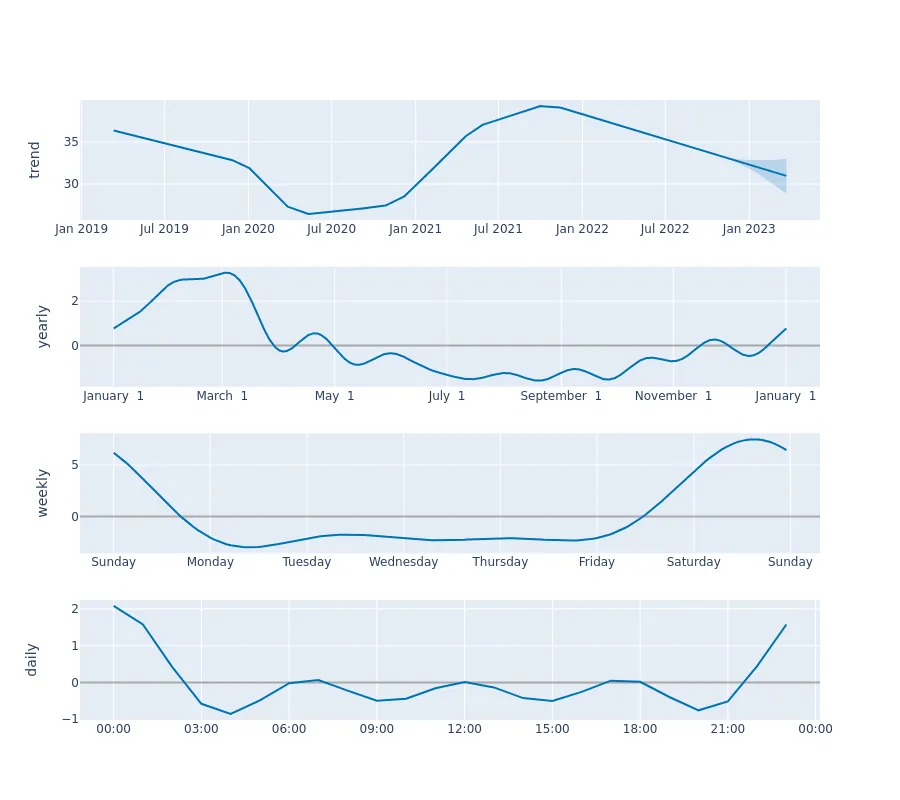 trend
35
30
Jan 2019 Jul 2019 Jan 2020 Jul 2020 Jan 2021 Jul 2021 Jan 2022 Jul 2022 Jan 2023
yearly
2
0
January 1 March 1 May 1 July 1 September 1 November 1 January 1
weekly
5
0
Sunday Monday Tuesday Wednesday Thursday Friday Saturday Sunday
daily
2
1
0
−1
00:00 03:00 06:00 09:00 12:00 15:00 18:00 21:00 00:00